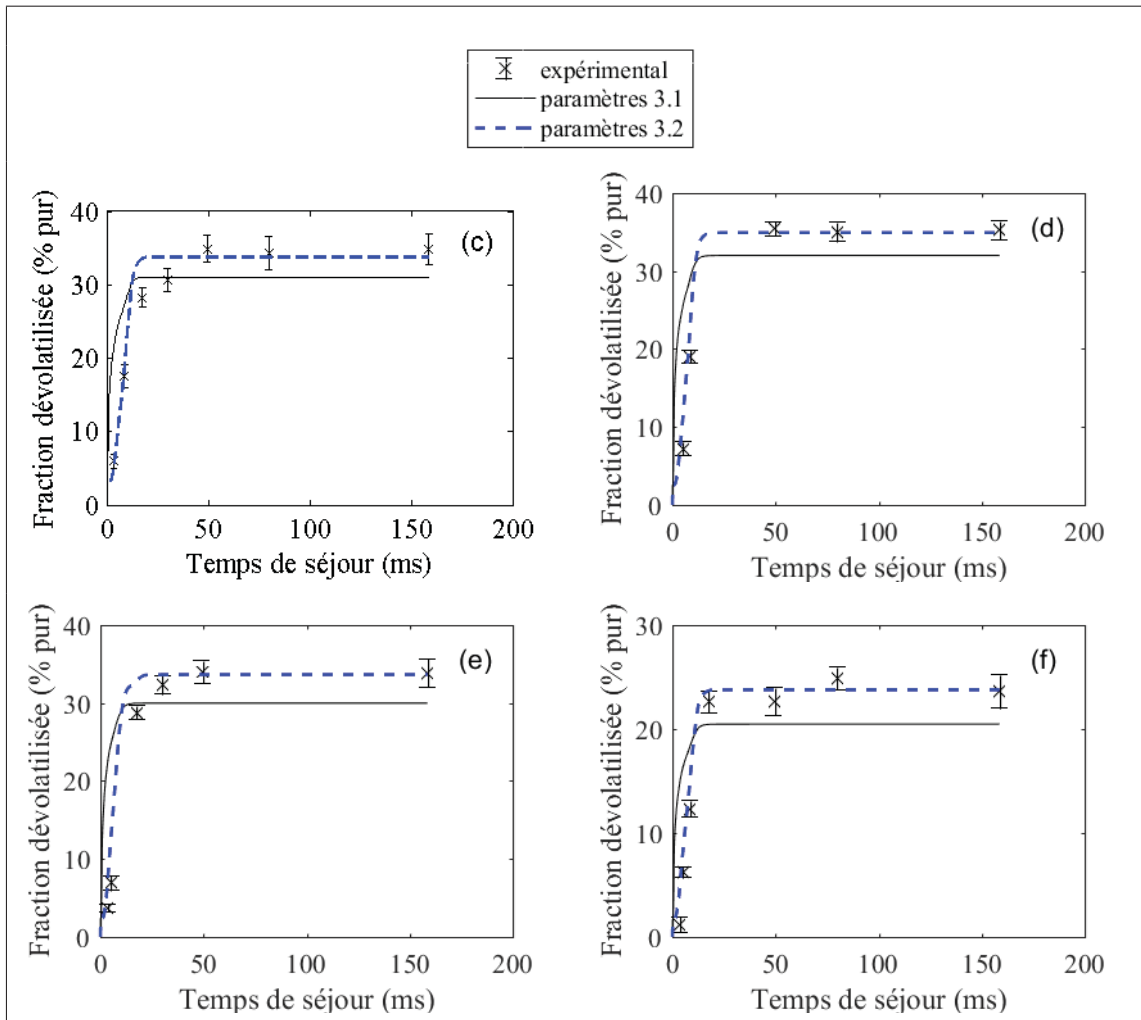 expérimental
paramètres 3.1
paramètres 3.2
40
30
20
10
0
0
50
100
150
200
(c)
Fraction dévolatilisée (% pur)
Temps de séjour (ms)
40
30
20
10
0
0
50
100
150
200
(d)
Fraction dévolatilisée (% pur)
Temps de séjour (ms)
40
30
20
10
0
0
50
100
150
200
(e)
Fraction dévolatilisée (% pur)
Temps de séjour (ms)
30
20
10
0
0
50
100
150
200
(f)
Fraction dévolatilisée (% pur)
Temps de séjour (ms)